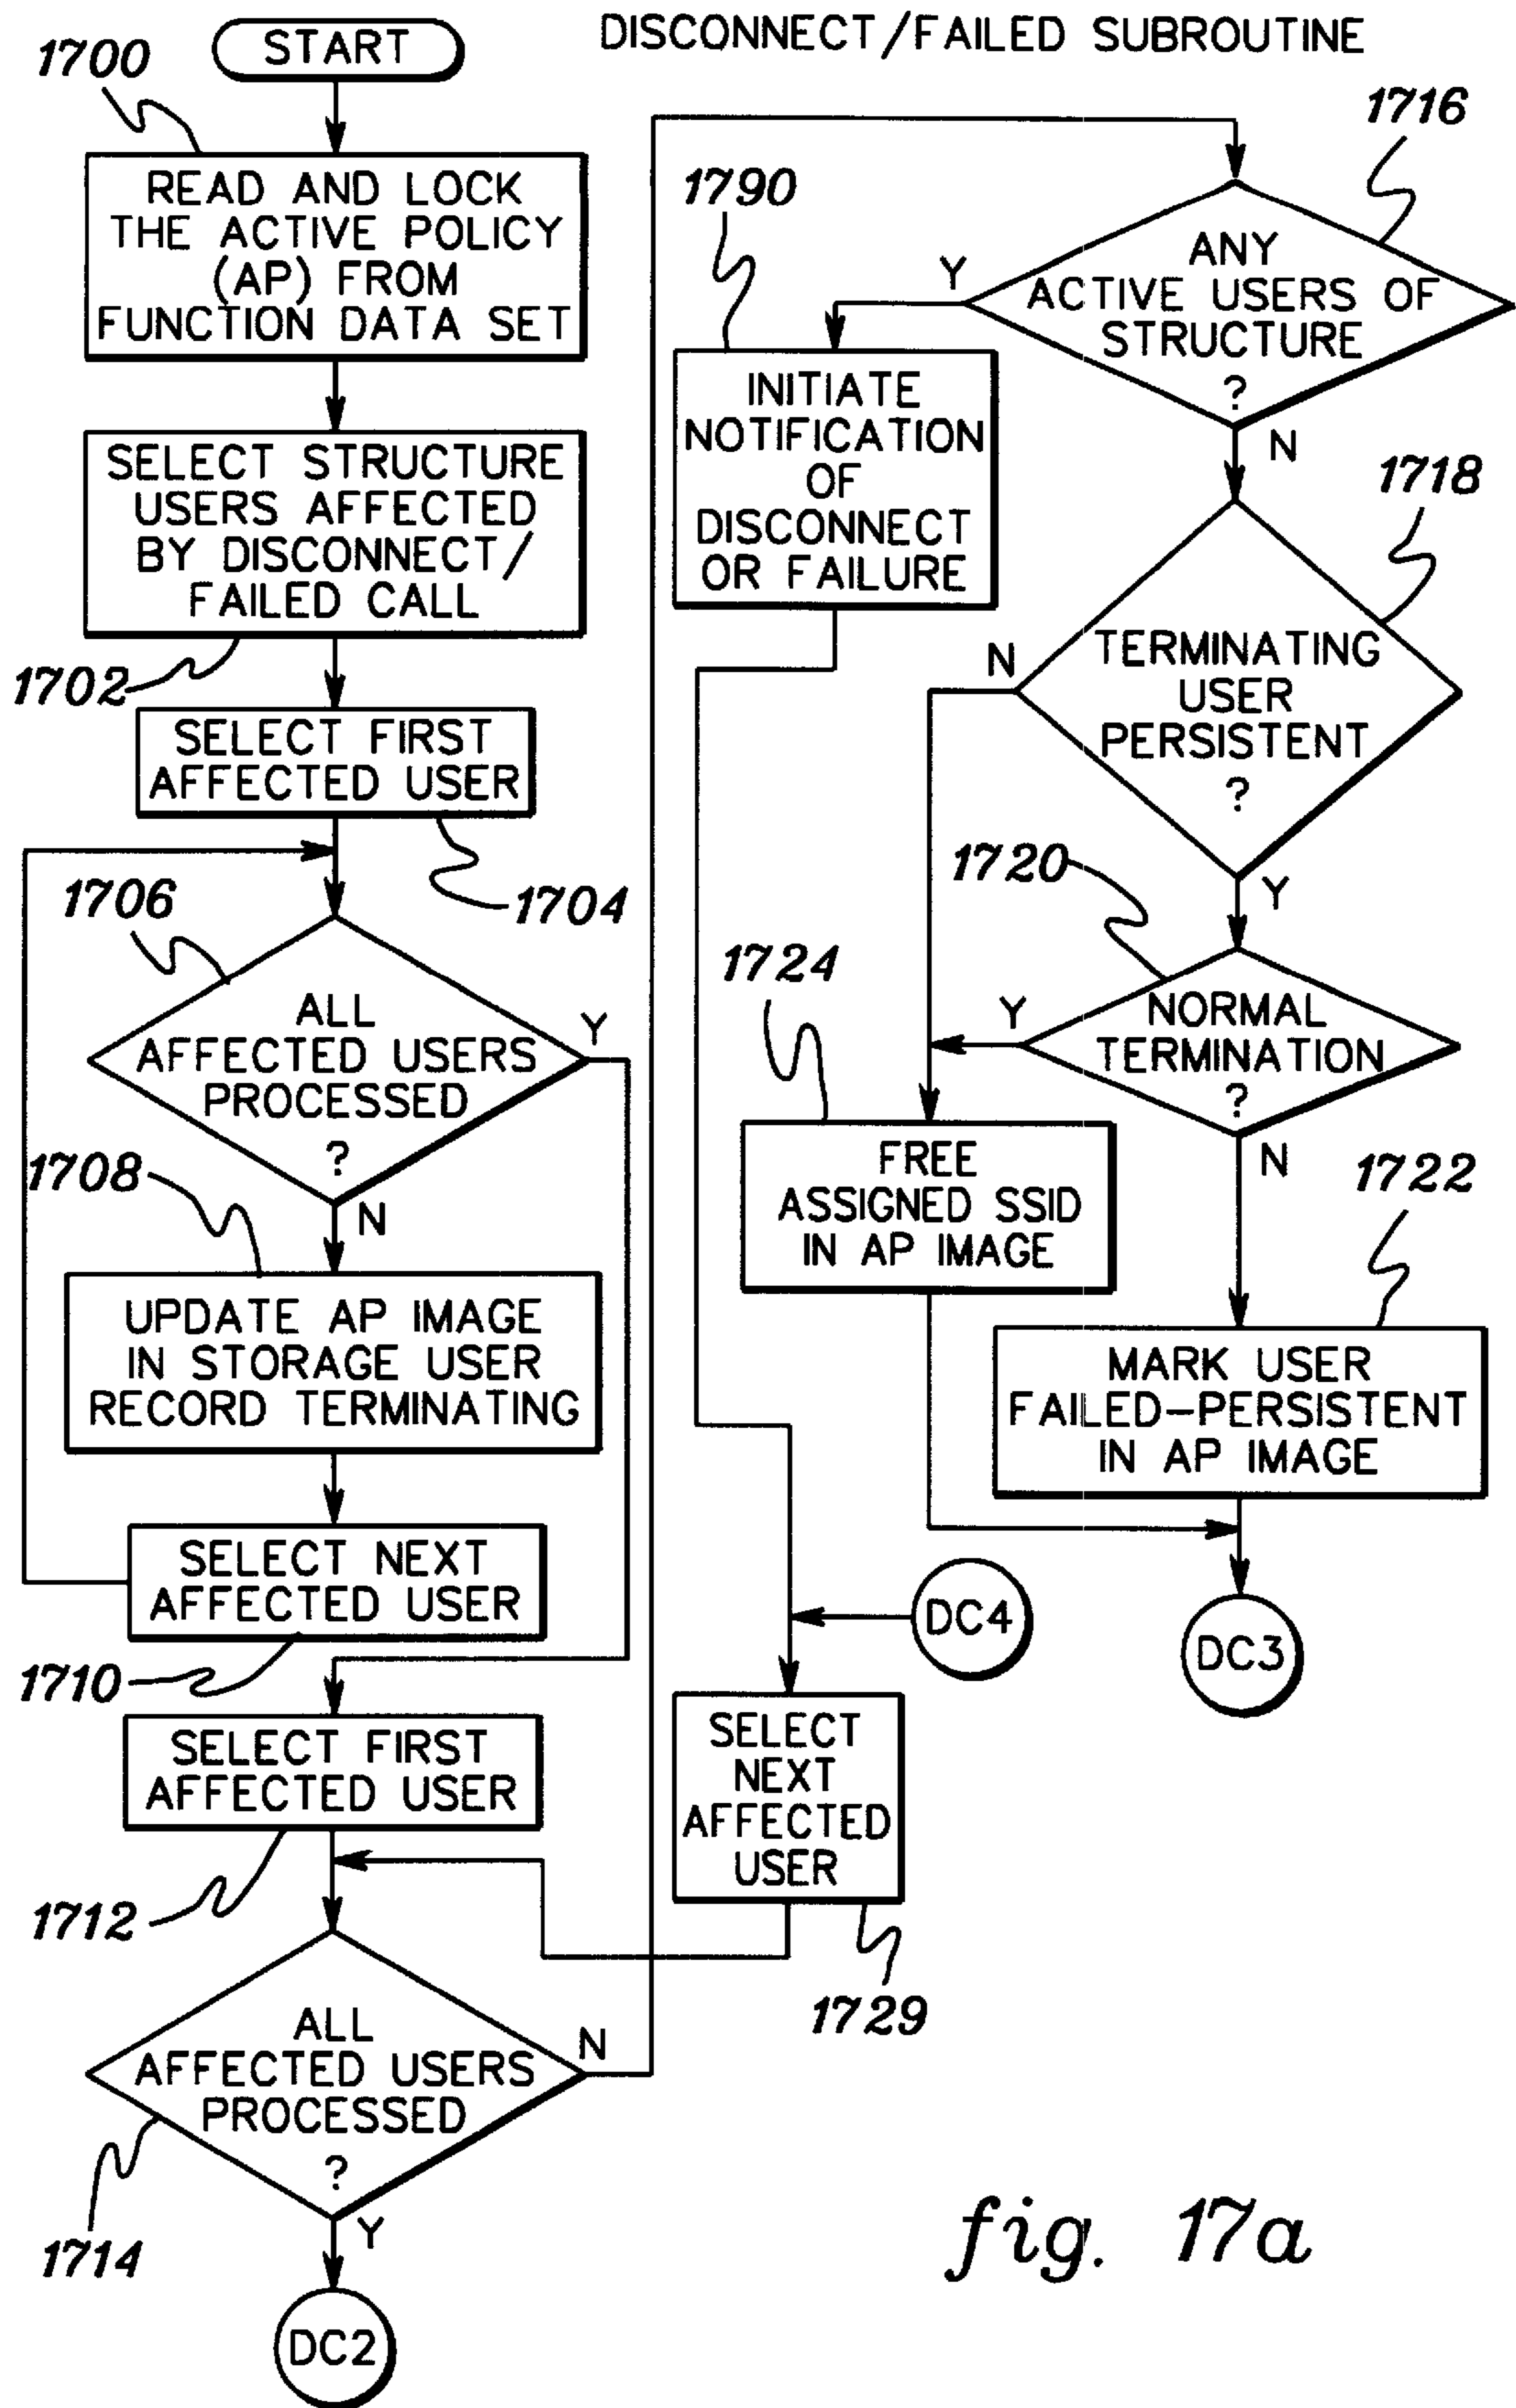 DISCONNECT/FAILED SUBROUTINE
START
1700
READ AND LOCK
THE ACTIVE POLICY
(AP) FROM
FUNCTION DATA SET
SELECT STRUCTURE
USERS AFFECTED
BY DISCONNECT/
FAILED CALL
1702
SELECT FIRST
AFFECTED USER
1704
1706
ALL
AFFECTED USERS
PROCESSED
?
Y
N
1708
UPDATE AP IMAGE
IN STORAGE USER
RECORD TERMINATING
SELECT NEXT
AFFECTED USER
1710
SELECT FIRST
AFFECTED USER
1712
ALL
AFFECTED USERS
PROCESSED
?
N
1714
Y
DC2
1716
ANY
ACTIVE USERS OF
STRUCTURE
?
Y
N
1790
INITIATE
NOTIFICATION
OF
DISCONNECT
OR FAILURE
1718
TERMINATING
USER
PERSISTENT
?
N
Y
1720
NORMAL
TERMINATION
?
Y
N
1724
FREE
ASSIGNED SSID
IN AP IMAGE
1722
MARK USER
FAILED-PERSISTENT
IN AP IMAGE
DC4
DC3
SELECT
NEXT
AFFECTED
USER
1729
fig. 17a